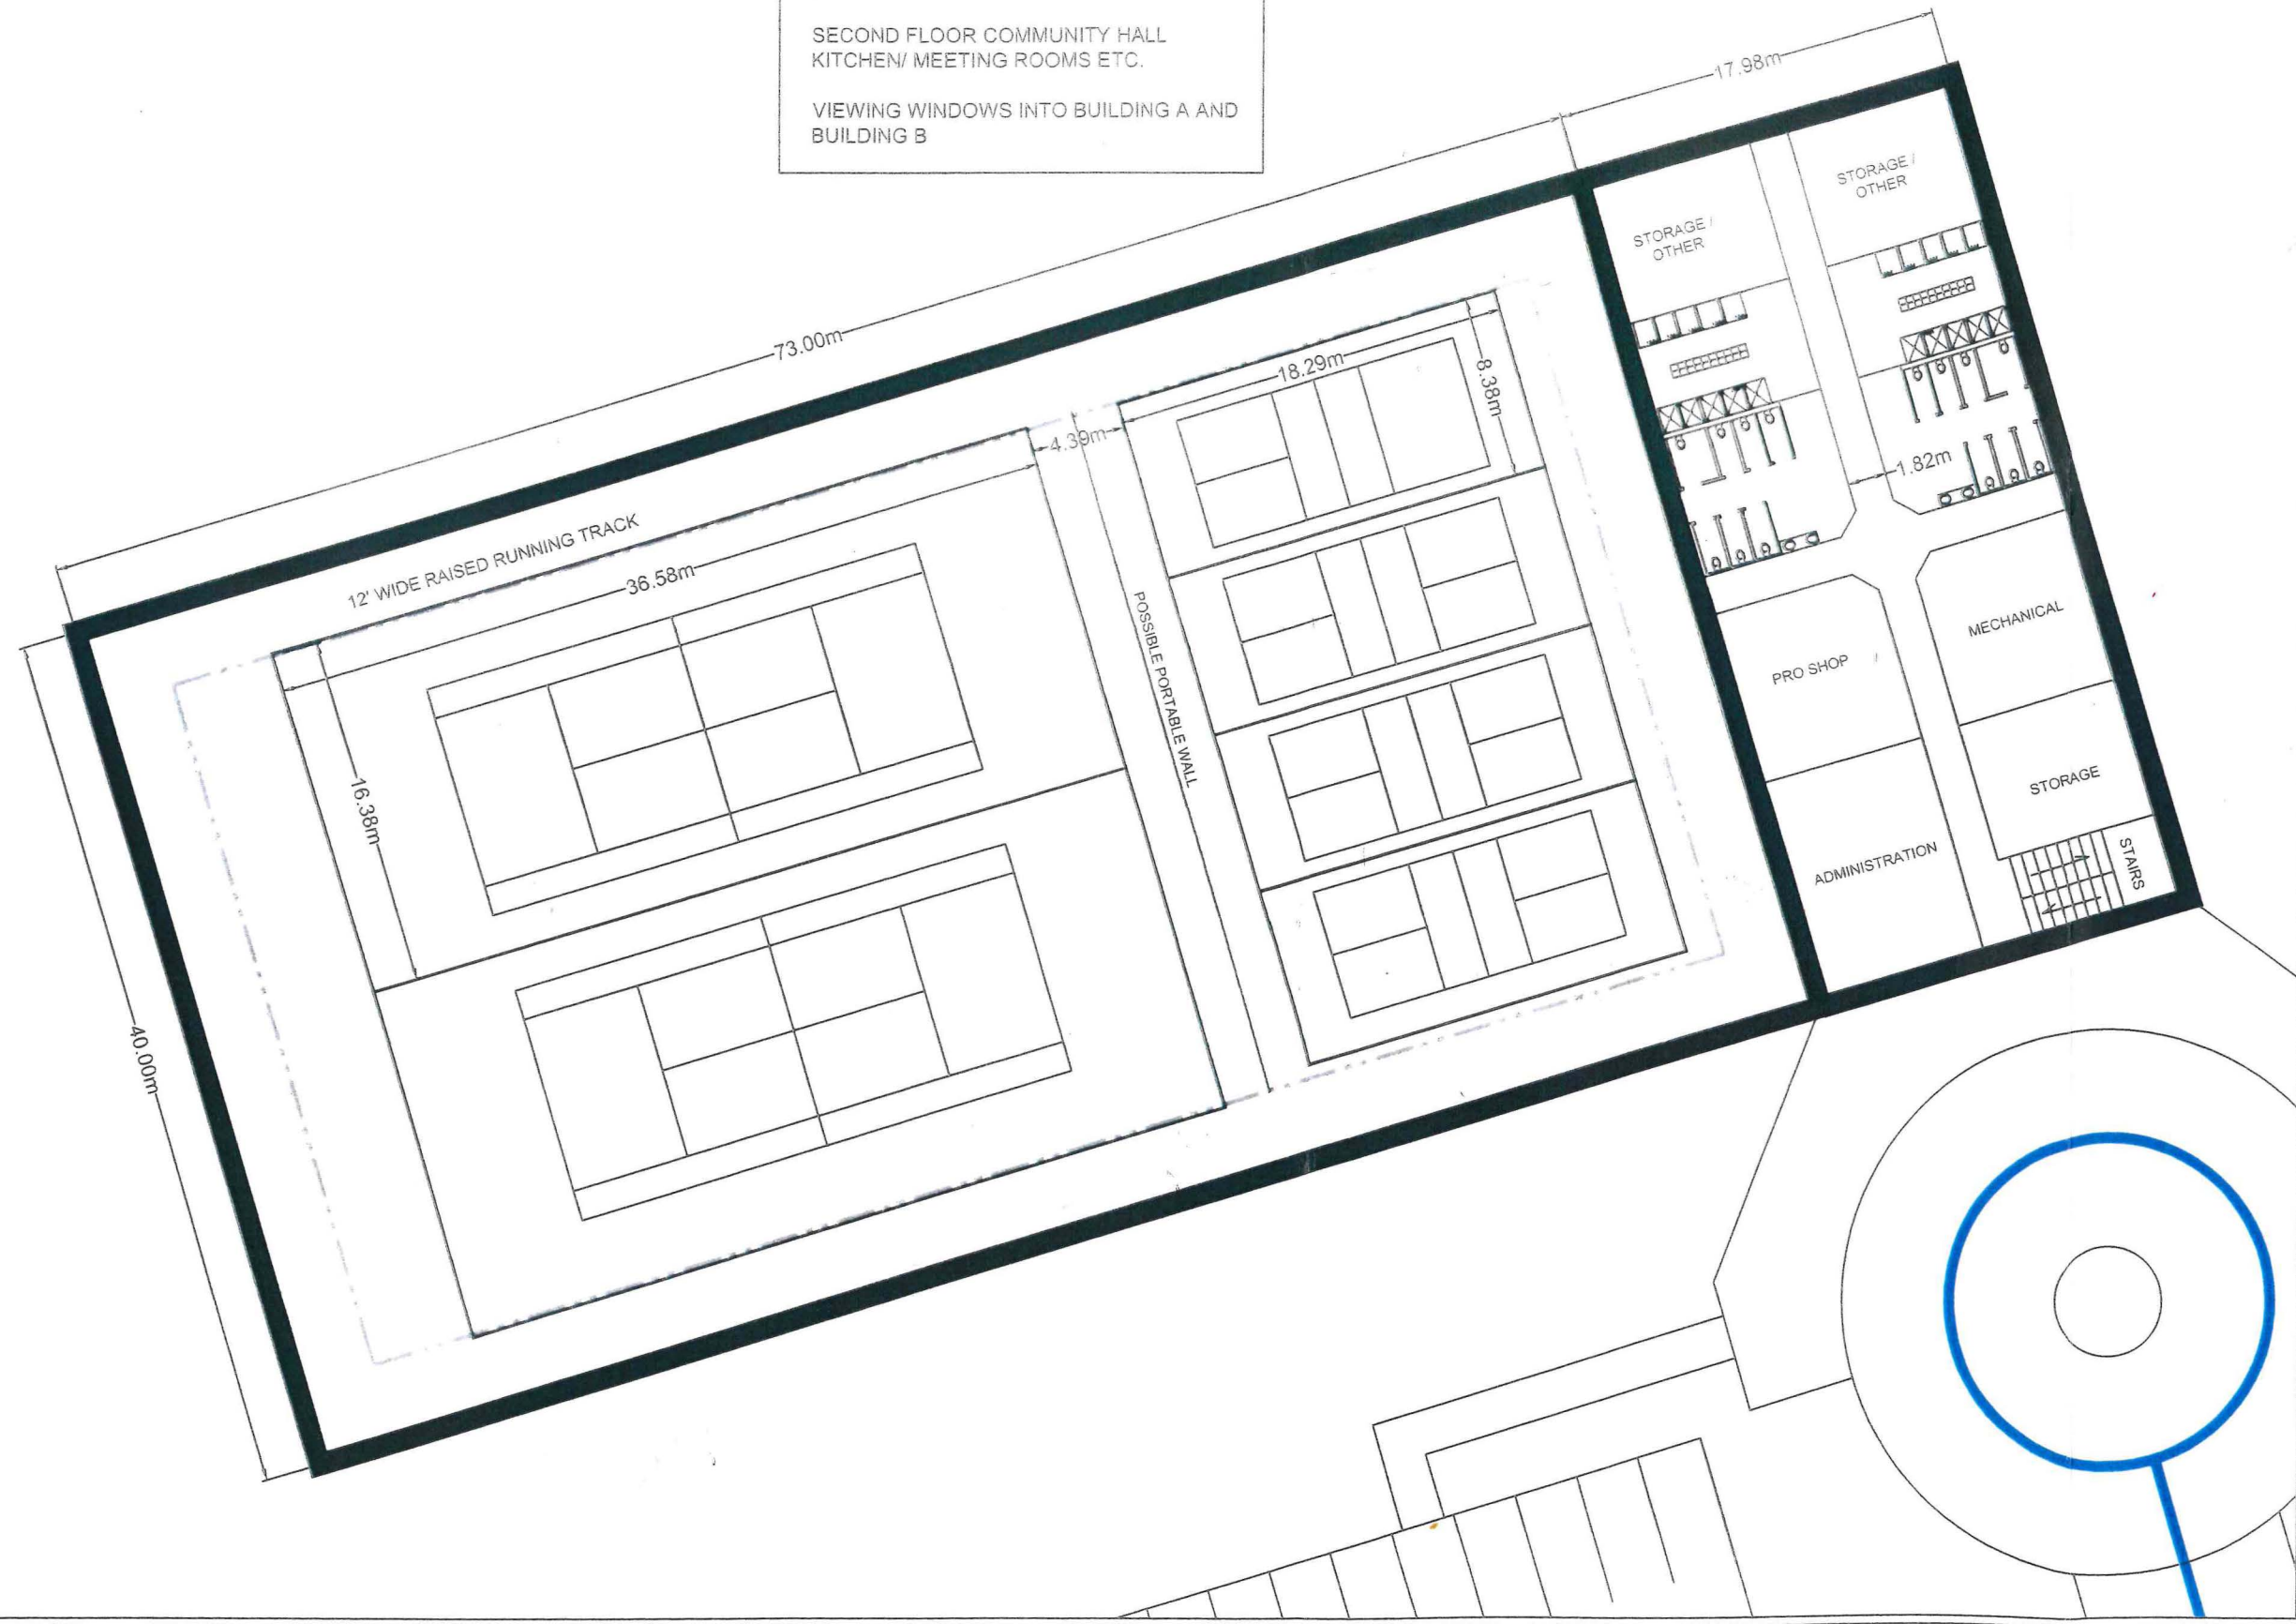 SECOND FLOOR COMMUNITY HALL
KITCHEN/ MEETING ROOMS ETC.
VIEWING WINDOWS INTO BUILDING A AND
BUILDING B
17.98m
73.00m
STORAGE /
OTHER
STORAGE /
OTHER
18.29m
8.38m
4.39m
1.82m
12' WIDE RAISED RUNNING TRACK
36.58m
POSSIBLE PORTABLE WALL
MECHANICAL
PRO SHOP
16.38m
STORAGE
ADMINISTRATION
STAIRS
40.00m